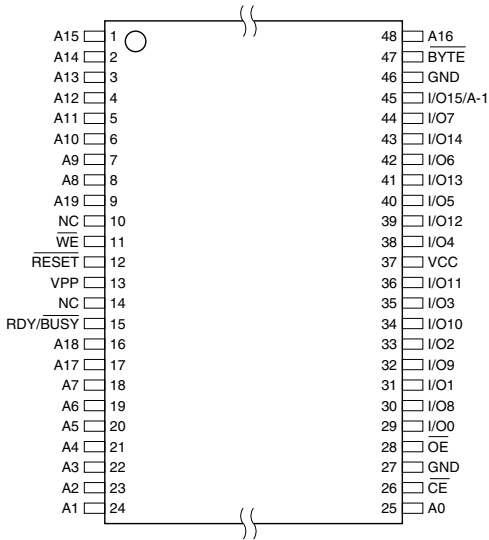 A15 1 48 A16
A14 2 47 BYTE
A13 3 46 GND
A12 4 45 I/O15/A-1
A11 5 44 I/O7
A10 6 43 I/O14
A9 7 42 I/O6
A8 8 41 I/O13
A19 9 40 I/O5
NC 10 39 I/O12
WE 11 38 I/O4
RESET 12 37 VCC
VPP 13 36 I/O11
NC 14 35 I/O3
RDY/BUSY 15 34 I/O10
A18 16 33 I/O2
A17 17 32 I/O9
A7 18 31 I/O1
A6 19 30 I/O8
A5 20 29 I/O0
A4 21 28 OE
A3 22 27 GND
A2 23 26 CE
A1 24 25 A0